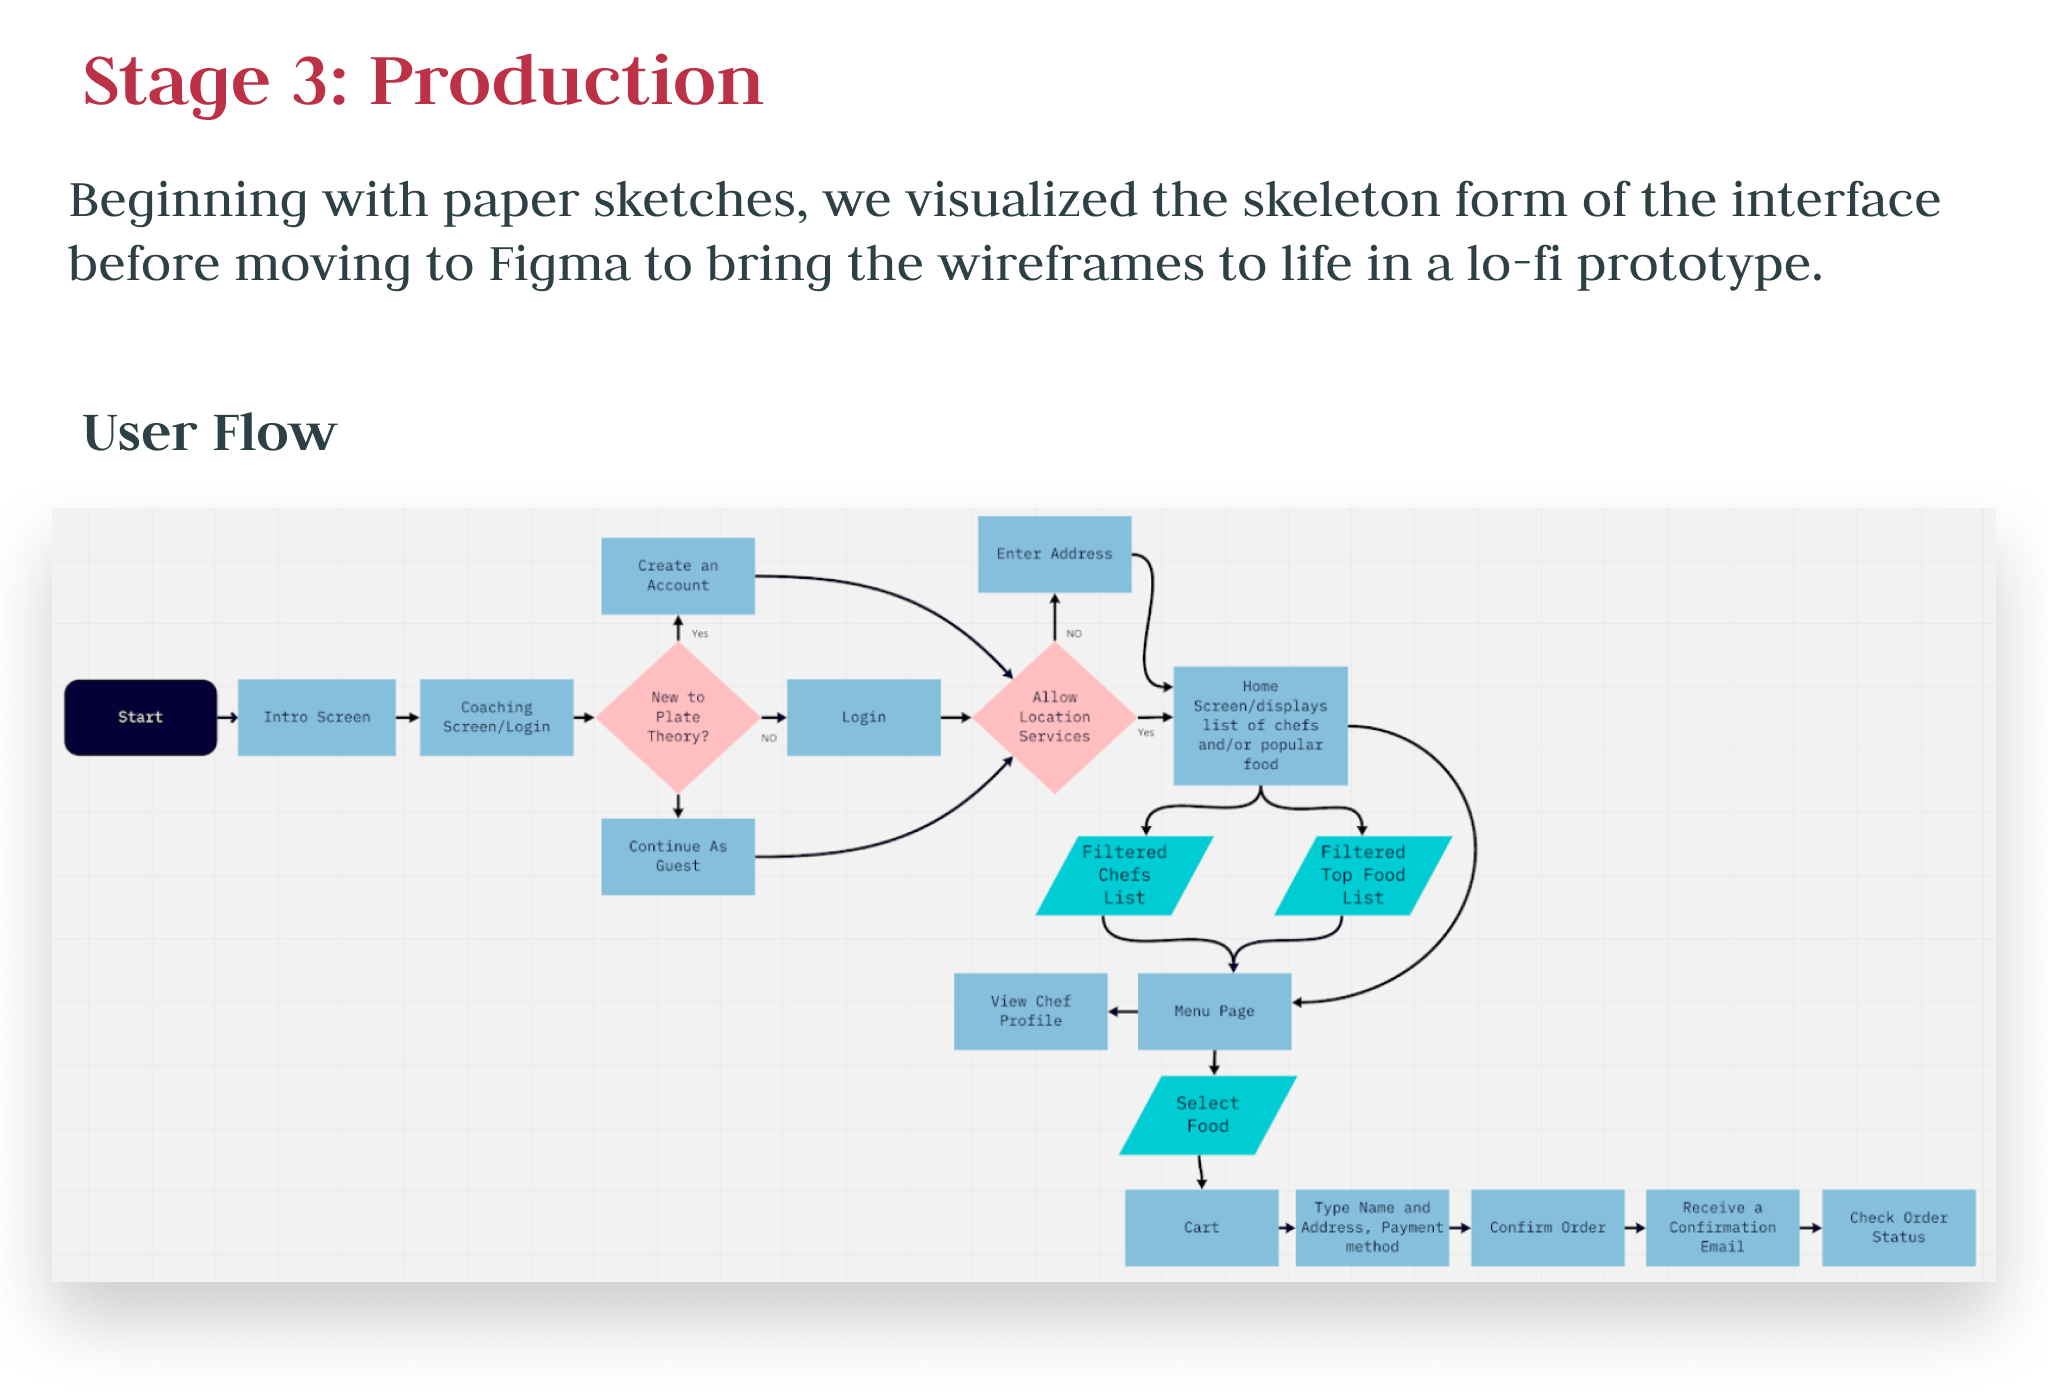 Stage 3: Production
Beginning with paper sketches, we visualized the skeleton form of the interface
before moving to Figma to bring the wireframes to life in a lo-fi prototype.
User Flow
Start
Intro Screen
Coaching
Screen/Login
New to
Plate
Theory?
Yes
Create an
Account
NO
Login
Continue As
Guest
Allow
Location
Services
NO
Enter Address
Yes
Home
Screen/displays
list of chefs
and/or popular
food
Filtered
Chefs
List
Filtered
Top Food
List
View Chef
Profile
Menu Page
Select
Food
Cart
Type Name and
Address, Payment
method
Confirm Order
Receive a
Confirmation
Email
Check Order
Status